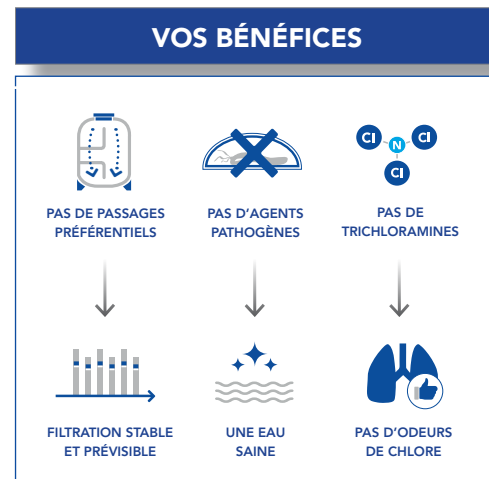 VOS BÉNÉFICES
PAS DE PASSAGES
PRÉFÉRENTIELS
PAS D'AGENTS
PATHOGÈNES
Cl
N
Cl
Cl
PAS DE
TRICHLORAMINES
FILTRATION STABLE
ET PRÉVISIBLE
UNE EAU
SAINE
PAS D'ODEURS
DE CHLORE